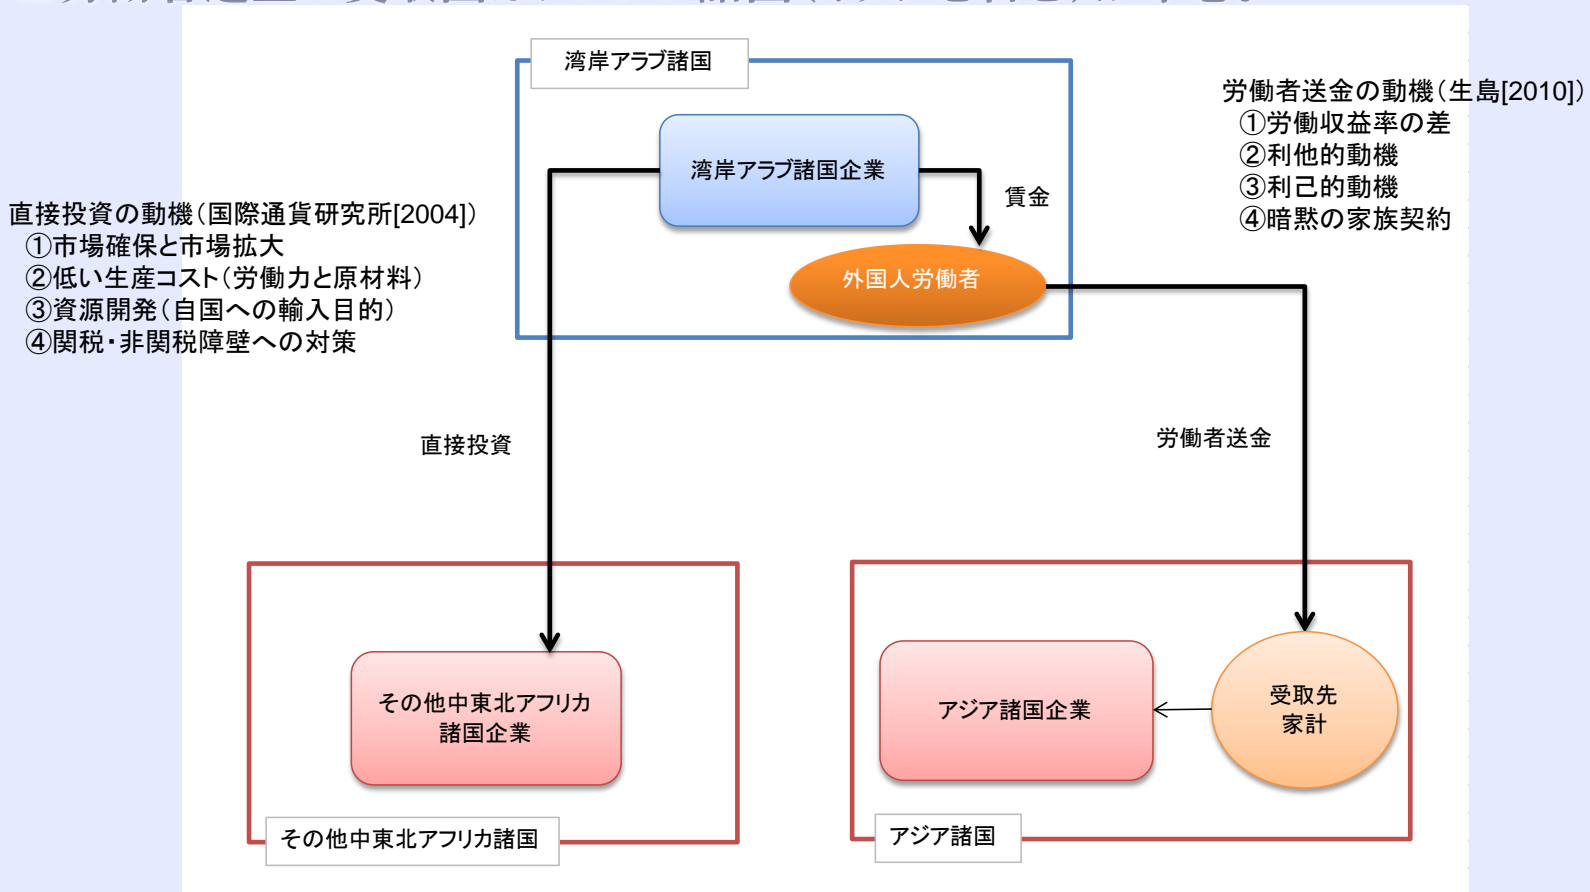 湾岸アラブ諸国
労働者送金の動機(生島[2010])
①労働収益率の差
②利他的動機
③利己的動機
④暗黙の家族契約
湾岸アラブ諸国企業
賃金
直接投資の動機(国際通貨研究所[2004])
①市場確保と市場拡大
②低い生産コスト(労働力と原材料)
③資源開発(自国への輸入目的)
④関税・非関税障壁への対策
外国人労働者
直接投資
労働者送金
その他中東北アフリカ
諸国企業
アジア諸国企業
受取先
家計
その他中東北アフリカ諸国
アジア諸国